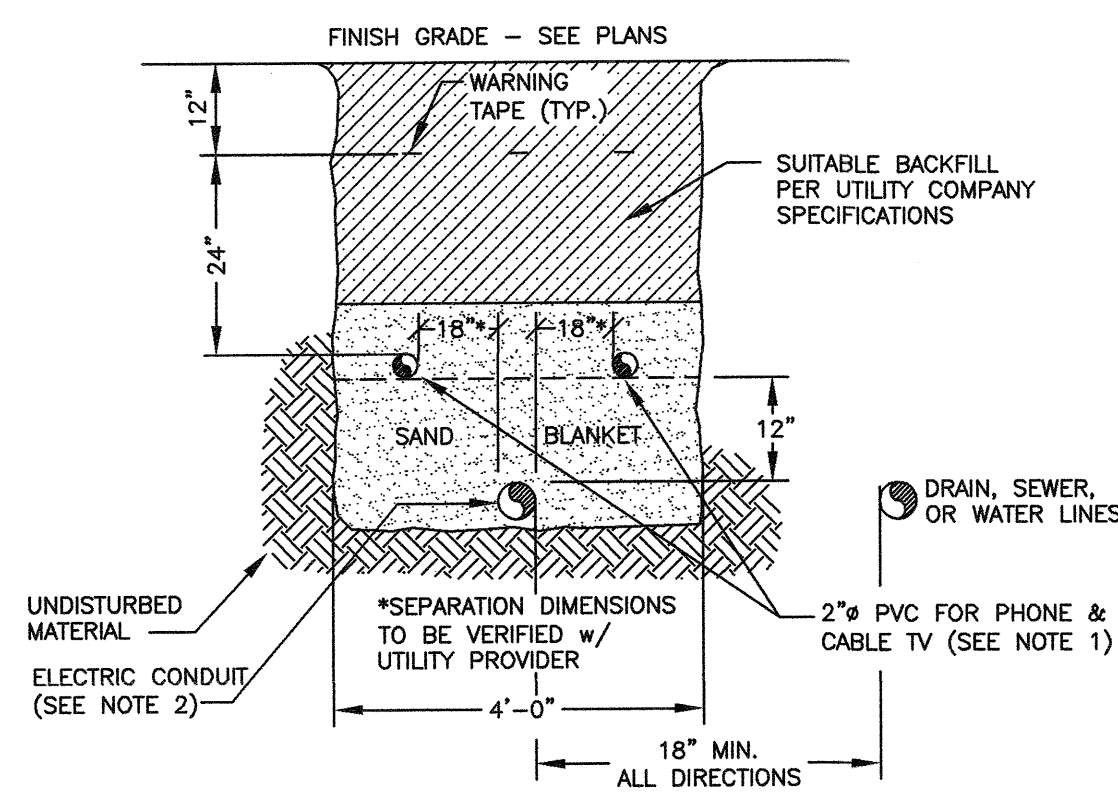 FINISH GRADE – SEE PLANS
12"
WARNING
TAPE (TYP.)
SUITABLE BACKFILL
PER UTILITY COMPANY
SPECIFICATIONS
24"
18"*
18"*
SAND
BLANKET
12"
DRAIN, SEWER,
OR WATER LINES
UNDISTURBED
MATERIAL
*SEPARATION DIMENSIONS
TO BE VERIFIED w/
UTILITY PROVIDER
2"ø PVC FOR PHONE &
CABLE TV (SEE NOTE 1)
ELECTRIC CONDUIT
(SEE NOTE 2)
4'-0"
18" MIN.
ALL DIRECTIONS